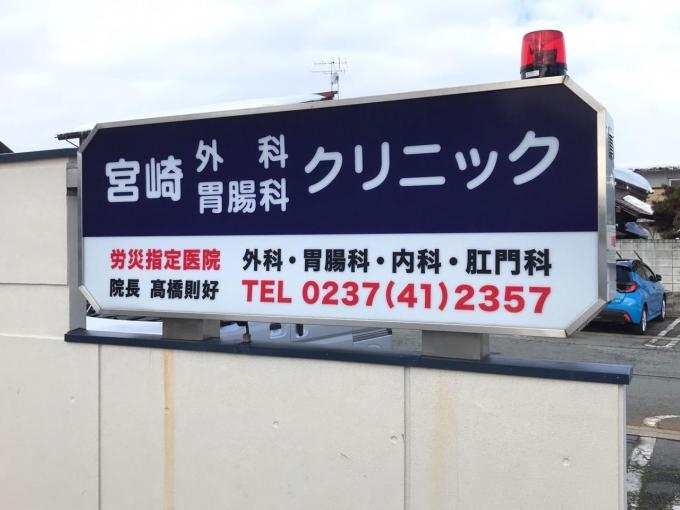 宮崎 外科 胃腸科 クリニック
労災指定医院 外科・胃腸科・内科・肛門科
院長 髙橋則好 TEL 0237(41)2357